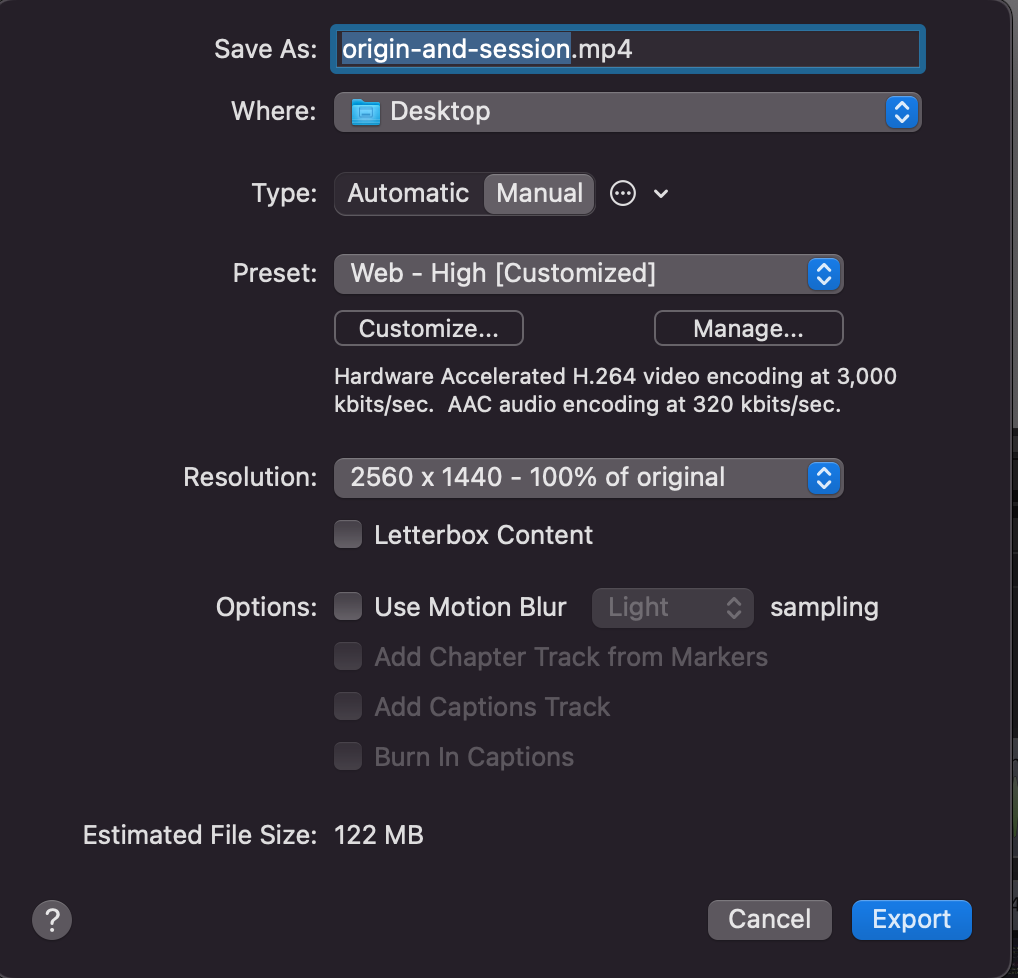 Save As: origin-and-session.mp4
Where: Desktop
Type: Automatic Manual
Preset: Web - High [Customized]
Customize... Manage...
Hardware Accelerated H.264 video encoding at 3,000
kbits/sec.  AAC audio encoding at 320 kbits/sec.
Resolution: 2560 x 1440 - 100% of original
Letterbox Content
Options: Use Motion Blur Light sampling
Add Chapter Track from Markers
Add Captions Track
Burn In Captions
Estimated File Size: 122 MB
? Cancel Export